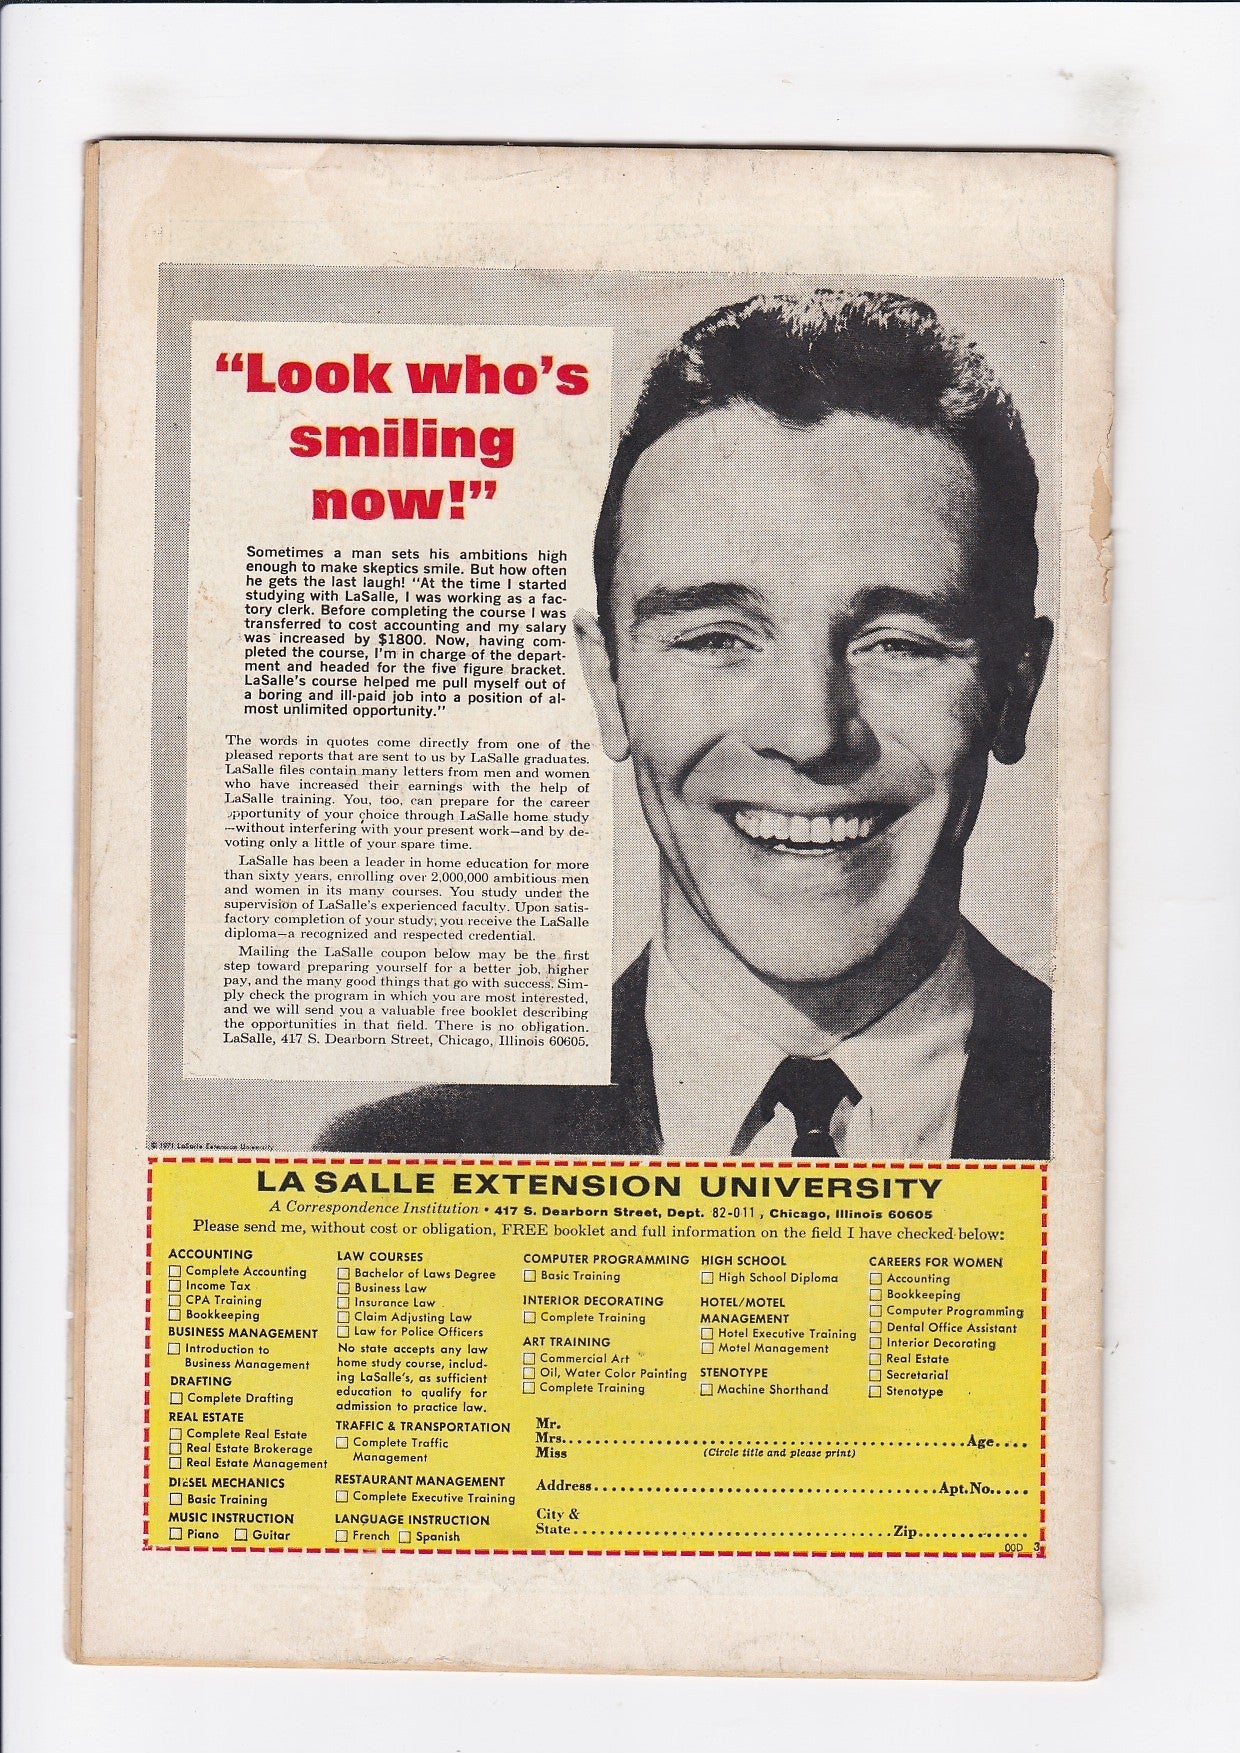 “Look who’s
smiling
now!”
Sometimes a man sets his ambitions high
enough to make skeptics smile. But how often
he gets the last laugh! “At the time I started
studying with LaSalle, I was working as a fac-
tory clerk. Before completing the course I was
transferred to cost accounting and my salary
was increased by $1800. Now, having com-
pleted the course, I’m in charge of the depart-
ment and headed for the five figure bracket.
LaSalle’s course helped me pull myself out of
a boring and ill-paid job into a position of al-
most unlimited opportunity.”
The words in quotes come directly from one of the
pleased reports that are sent to us by LaSalle graduates.
LaSalle files contain many letters from men and women
who have increased their earnings with the help of
LaSalle training. You, too, can prepare for the career
opportunity of your choice through LaSalle home study
—without interfering with your present work—and by de-
voting only a little of your spare time.
LaSalle has been a leader in home education for more
than sixty years, enrolling over 2,000,000 ambitious men
and women in its many courses. You study under the
supervision of LaSalle’s experienced faculty. Upon satis-
factory completion of your study, you receive the LaSalle
diploma—a recognized and respected credential.
Mailing the LaSalle coupon below may be the first
step toward preparing yourself for a better job, higher
pay, and the many good things that go with success. Sim-
ply check the program in which you are most interested,
and we will send you a valuable free booklet describing
the opportunities in that field. There is no obligation.
LaSalle, 417 S. Dearborn Street, Chicago, Illinois 60605.
© 1971 LaSalle Extension University
LA SALLE EXTENSION UNIVERSITY
A Correspondence Institution • 417 S. Dearborn Street, Dept. 82-011, Chicago, Illinois 60605
Please send me, without cost or obligation, FREE booklet and full information on the field I have checked below:
ACCOUNTING
Complete Accounting
Income Tax
CPA Training
Bookkeeping
BUSINESS MANAGEMENT
Introduction to
Business Management
DRAFTING
Complete Drafting
REAL ESTATE
Complete Real Estate
Real Estate Brokerage
Real Estate Management
DIESEL MECHANICS
Basic Training
MUSIC INSTRUCTION
Piano Guitar
LAW COURSES
Bachelor of Laws Degree
Business Law
Insurance Law
Claim Adjusting Law
Law for Police Officers
No state accepts any law
home study course, includ-
ing LaSalle’s, as sufficient
education to qualify for
admission to practice law.
TRAFFIC & TRANSPORTATION
Complete Traffic
Management
RESTAURANT MANAGEMENT
Complete Executive Training
LANGUAGE INSTRUCTION
French Spanish
COMPUTER PROGRAMMING
Basic Training
INTERIOR DECORATING
Complete Training
ART TRAINING
Commercial Art
Oil, Water Color Painting
Complete Training
HIGH SCHOOL
High School Diploma
HOTEL/MOTEL
MANAGEMENT
Hotel Executive Training
Motel Management
STENOTYPE
Machine Shorthand
CAREERS FOR WOMEN
Accounting
Bookkeeping
Computer Programming
Dental Office Assistant
Interior Decorating
Real Estate
Secretarial
Stenotype
Mr.
Mrs. Age
Miss (Circle title and please print)
Address Apt.No.
City &
State Zip
00D 3